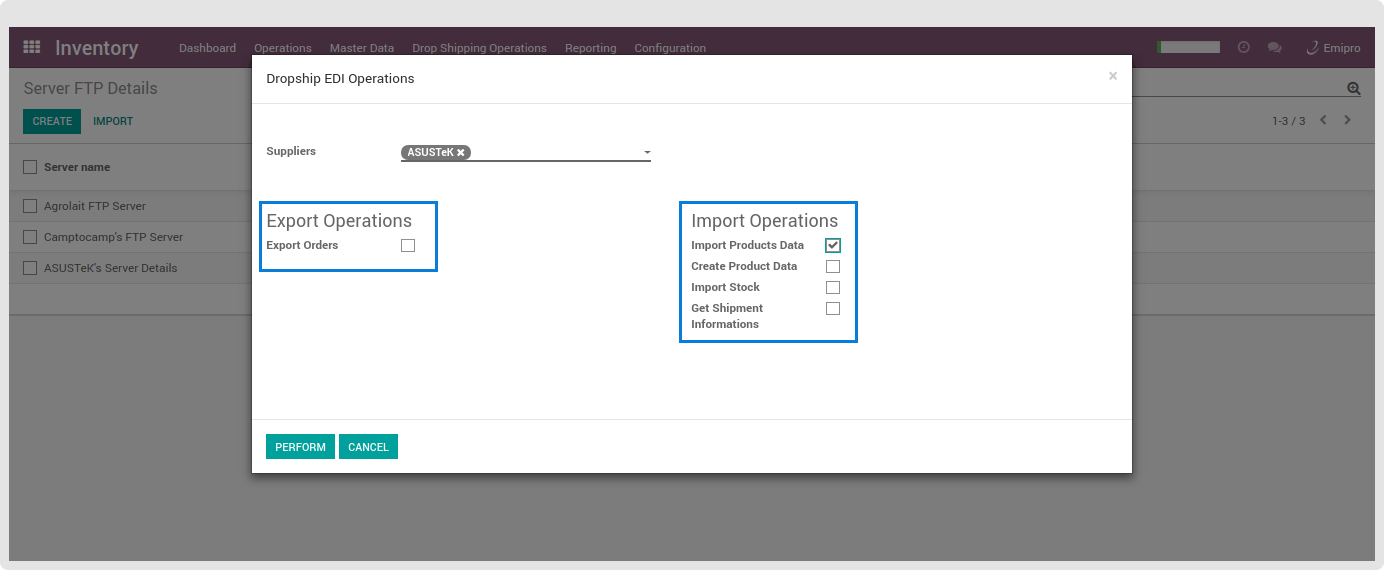 Inventory Dashboard Operations Master Data Drop Shipping Operations Reporting Configuration Emipro
Dropship EDI Operations ×
Server FTP Details
CREATE IMPORT 1-3 / 3
Suppliers ASUSTeK ×
Server name
Agrolait FTP Server
Camptocamp's FTP Server
ASUSTeK's Server Details
Export Operations
Export Orders
Import Operations
Import Products Data
Create Product Data
Import Stock
Get Shipment
Informations
PERFORM CANCEL